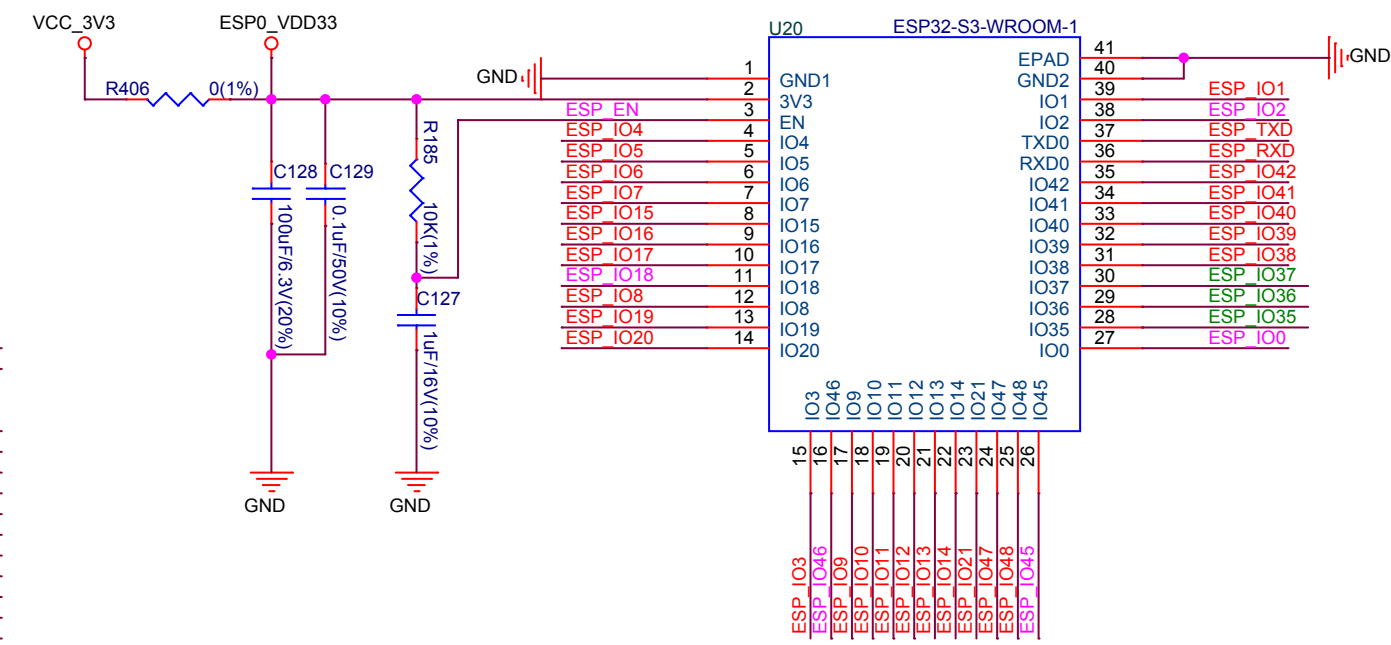 VCC_3V3
ESP0_VDD33
R406
0(1%)
C128
100uF/6.3V(20%)
C129
0.1uF/50V(10%)
R185
10K(1%)
C127
1uF/16V(10%)
GND
GND
GND
U20
ESP32-S3-WROOM-1
1
GND1
2
3V3
ESP_EN
3
EN
ESP_IO4
4
IO4
ESP_IO5
5
IO5
ESP_IO6
6
IO6
ESP_IO7
7
IO7
ESP_IO15
8
IO15
ESP_IO16
9
IO16
ESP_IO17
10
IO17
ESP_IO18
11
IO18
ESP_IO8
12
IO8
ESP_IO19
13
IO19
ESP_IO20
14
IO20
EPAD
41
GND
GND2
40
IO1
39
ESP_IO1
IO2
38
ESP_IO2
TXD0
37
ESP_TXD
RXD0
36
ESP_RXD
IO42
35
ESP_IO42
IO41
34
ESP_IO41
IO40
33
ESP_IO40
IO39
32
ESP_IO39
IO38
31
ESP_IO38
IO37
30
ESP_IO37
IO36
29
ESP_IO36
IO35
28
ESP_IO35
IO0
27
ESP_IO0
IO3
15
ESP_IO3
IO46
16
ESP_IO46
IO9
17
ESP_IO9
IO10
18
ESP_IO10
IO11
19
ESP_IO11
IO12
20
ESP_IO12
IO13
21
ESP_IO13
IO14
22
ESP_IO14
IO21
23
ESP_IO21
IO47
24
ESP_IO47
IO48
25
ESP_IO48
IO45
26
ESP_IO45